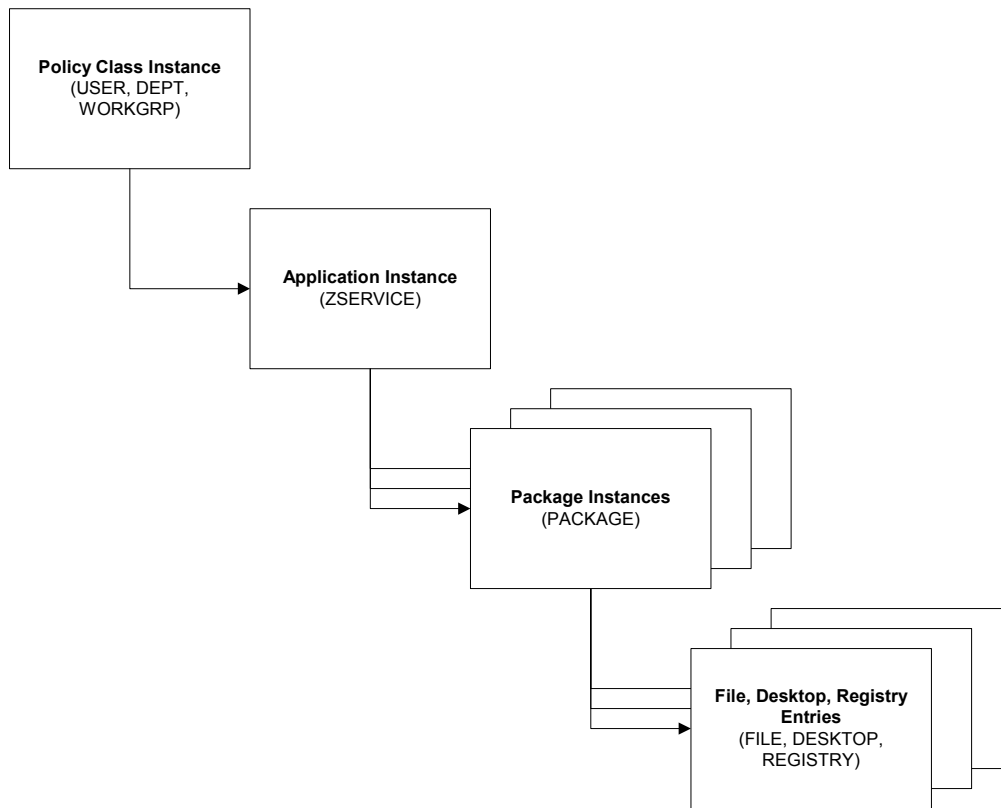 Policy Class Instance
(USER, DEPT,
WORKGRP)
Application Instance
(ZSERVICE)
Package Instances
(PACKAGE)
File, Desktop, Registry
Entries
(FILE, DESKTOP,
REGISTRY)